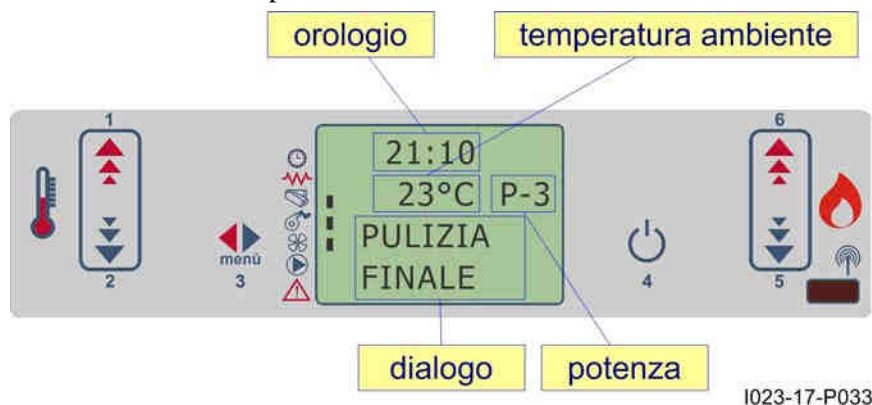 orologio temperatura ambiente
1 6
21:10
23°C P-3
PULIZIA
FINALE
menù
3 4
2 5
dialogo potenza
I023-17-P033